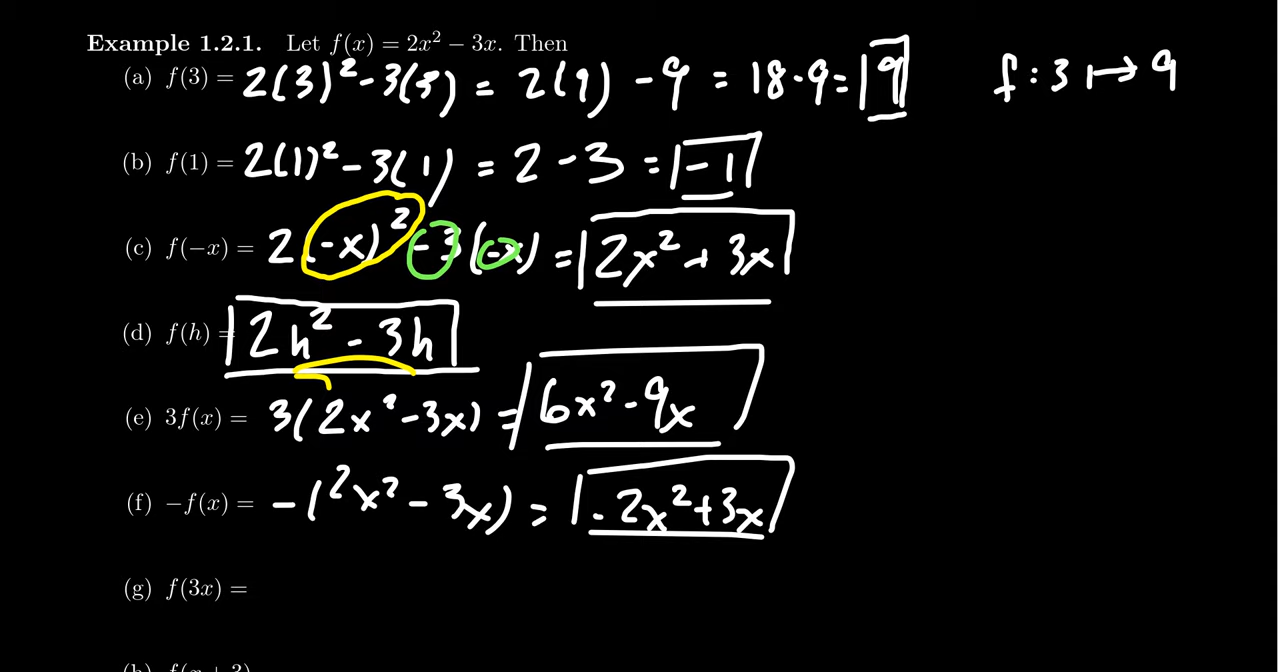 Example 1.2.1. Let f(x) = 2x² − 3x. Then
(a) f(3) = 2(3)² - 3(3) = 2(9) - 9 = 18 - 9 = 9 f : 3 ↦ 9
(b) f(1) = 2(1)² - 3(1) = 2 - 3 = -1
(c) f(−x) = 2(-x)² - 3(-x) = 2x² + 3x
(d) f(h) = 2h² - 3h
(e) 3f(x) = 3(2x² - 3x) = 6x² - 9x
(f) −f(x) = -(2x² - 3x) = -2x² + 3x
(g) f(3x) =